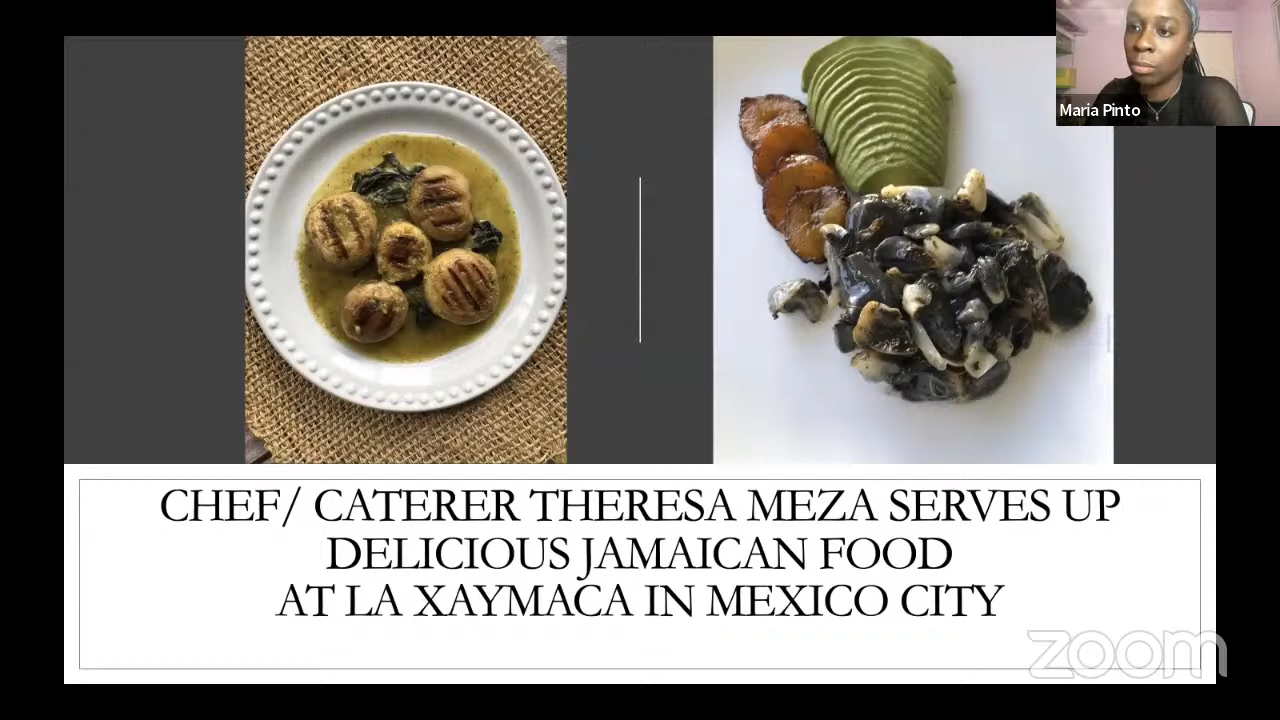 Maria Pinto
CHEF/ CATERER THERESA MEZA SERVES UP
DELICIOUS JAMAICAN FOOD
AT LA XAYMACA IN MEXICO CITY
zoom